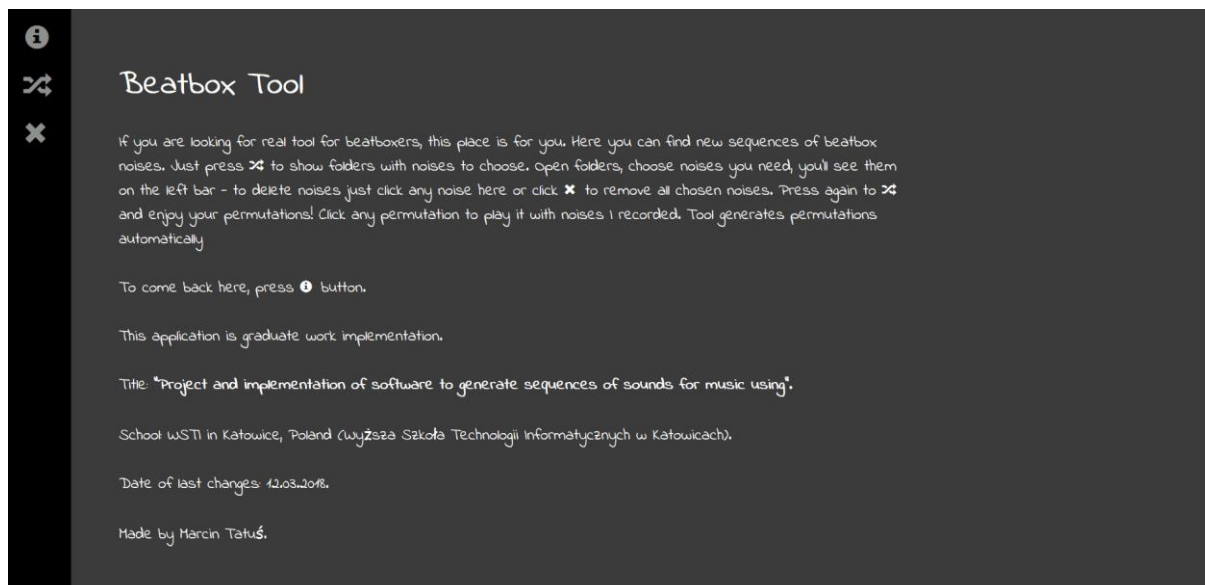 Beatbox Tool
If you are looking for real tool for beatboxers, this place is for you. Here you can find new sequences of beatbox
noises. Just press to show folders with noises to choose. Open folders, choose noises you need, you'll see them
on the left bar - to delete noises just click any noise here or click to remove all chosen noises. Press again to
and enjoy your permutations! Click any permutation to play it with noises I recorded. Tool generates permutations
automatically
To come back here, press button.
This application is graduate work implementation.
Title: "Project and implementation of software to generate sequences of sounds for music using".
School: WSTI in Katowice, Poland (Wyższa Szkoła Technologii Informatycznych w Katowicach).
Date of last changes: 12.03.2018.
Made by Marcin Tatuś.